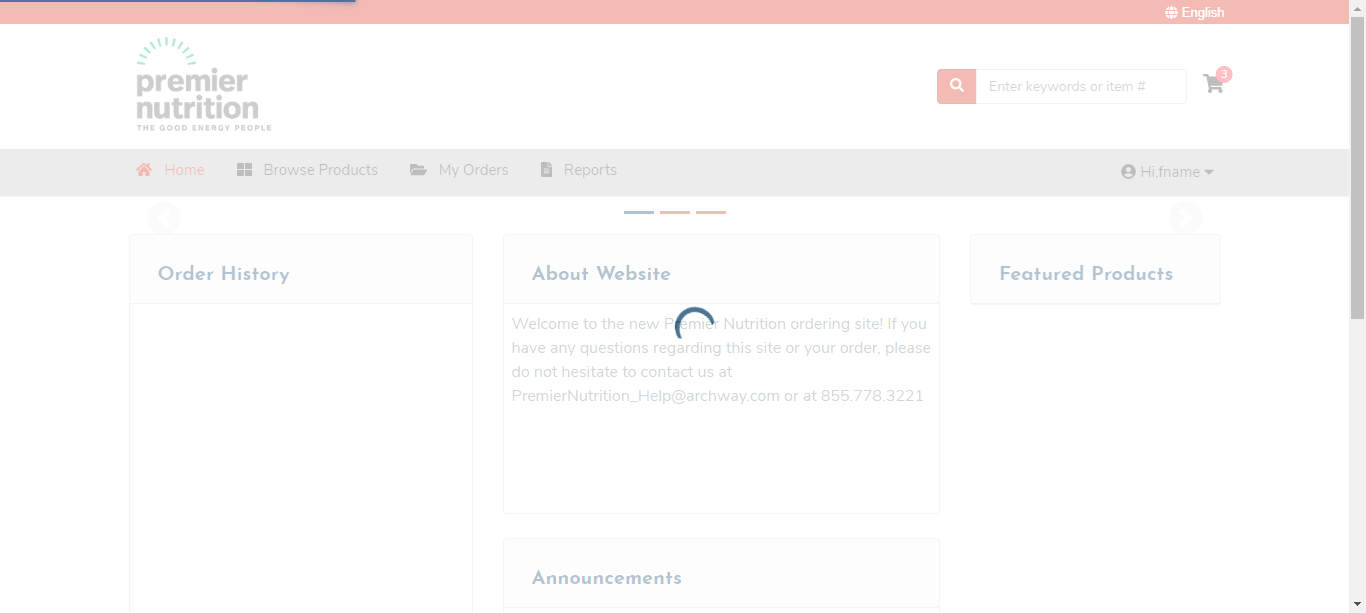 English
premier
nutrition
THE GOOD ENERGY PEOPLE
Enter keywords or item #
3
Home
Browse Products
My Orders
Reports
Hi,fname
Order History
About Website
Featured Products
Welcome to the new Premier Nutrition ordering site! If you
have any questions regarding this site or your order, please
do not hesitate to contact us at
PremierNutrition_Help@archway.com or at 855.778.3221
Announcements